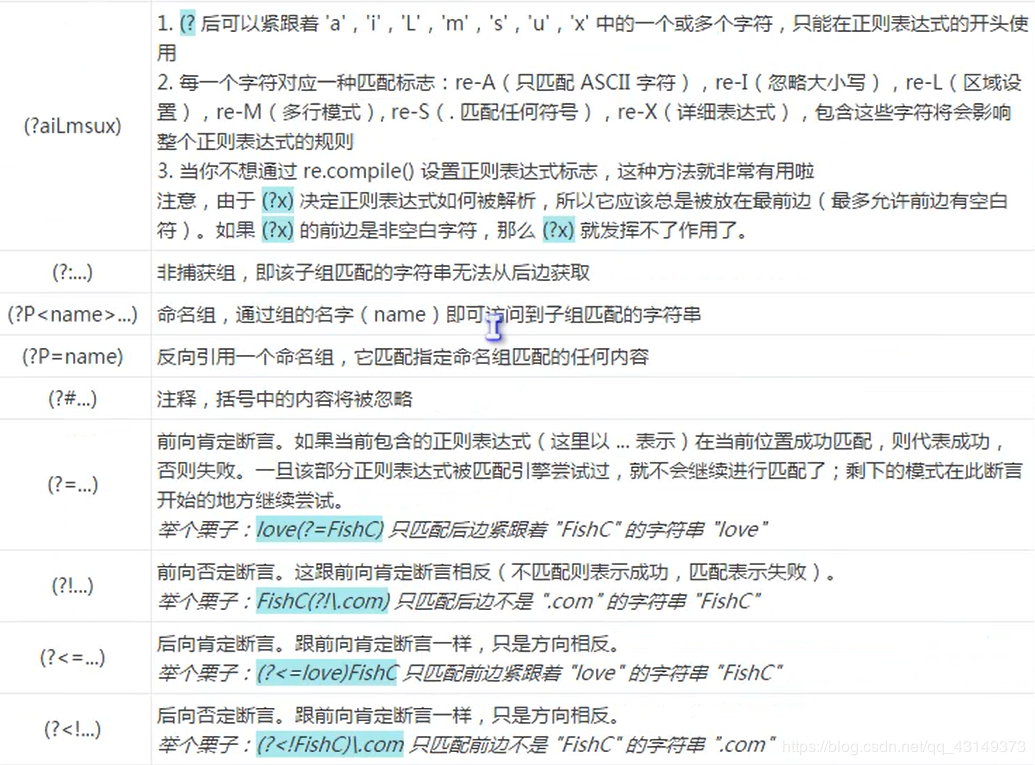 1. (? 后可以紧跟着 'a'，'i'，'L'，'m'，'s'，'u'，'x' 中的一个或多个字符，只能在正则表达式的开头使
用
2. 每一个字符对应一种匹配标志：re-A（只匹配 ASCII 字符），re-I（忽略大小写），re-L（区域设
(?aiLmsux)
置），re-M（多行模式）, re-S（. 匹配任何符号），re-X（详细表达式），包含这些字符将会影响
整个正则表达式的规则
3. 当你不想通过 re.compile() 设置正则表达式标志，这种方法就非常有用啦
注意，由于 (?x) 决定正则表达式如何被解析，所以它应该总是被放在最前边（最多允许前边有空白
符）。如果 (?x) 的前边是非空白字符，那么 (?x) 就发挥不了作用了。
(?:...) 非捕获组，即该子组匹配的字符串无法从后边获取
(?P<name>...) 命名组，通过组的名字（name）即可访问到子组匹配的字符串
(?P=name) 反向引用一个命名组，它匹配指定命名组匹配的任何内容
(?#...) 注释，括号中的内容将被忽略
前向肯定断言。如果当前包含的正则表达式（这里以 ... 表示）在当前位置成功匹配，则代表成功，
否则失败。一旦该部分正则表达式被匹配引擎尝试过，就不会继续进行匹配了；剩下的模式在此断言
(?=...)
开始的地方继续尝试。
举个栗子：love(?=FishC) 只匹配后边紧跟着 "FishC" 的字符串 "love"
前向否定断言。这跟前向肯定断言相反（不匹配则表示成功，匹配表示失败）。
(?!...)
举个栗子：FishC(?!\.com) 只匹配后边不是 ".com" 的字符串 "FishC"
后向肯定断言。跟前向肯定断言一样，只是方向相反。
(?<=...)
举个栗子：(?<=love)FishC 只匹配前边紧跟着 "love" 的字符串 "FishC"
后向否定断言。跟前向肯定断言一样，只是方向相反。
(?<!...)
举个栗子：(?<!FishC)\.com 只匹配前边不是 "FishC" 的字符串 ".com"
https://blog.csdn.net/qq_43149373